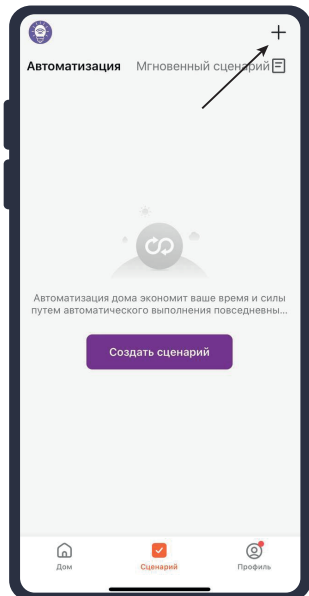 Автоматизация Мгновенный сценарий
Автоматизация дома экономит ваше время и силы
путем автоматического выполнения повседневны...
Создать сценарий
Дом Сценарий Профиль